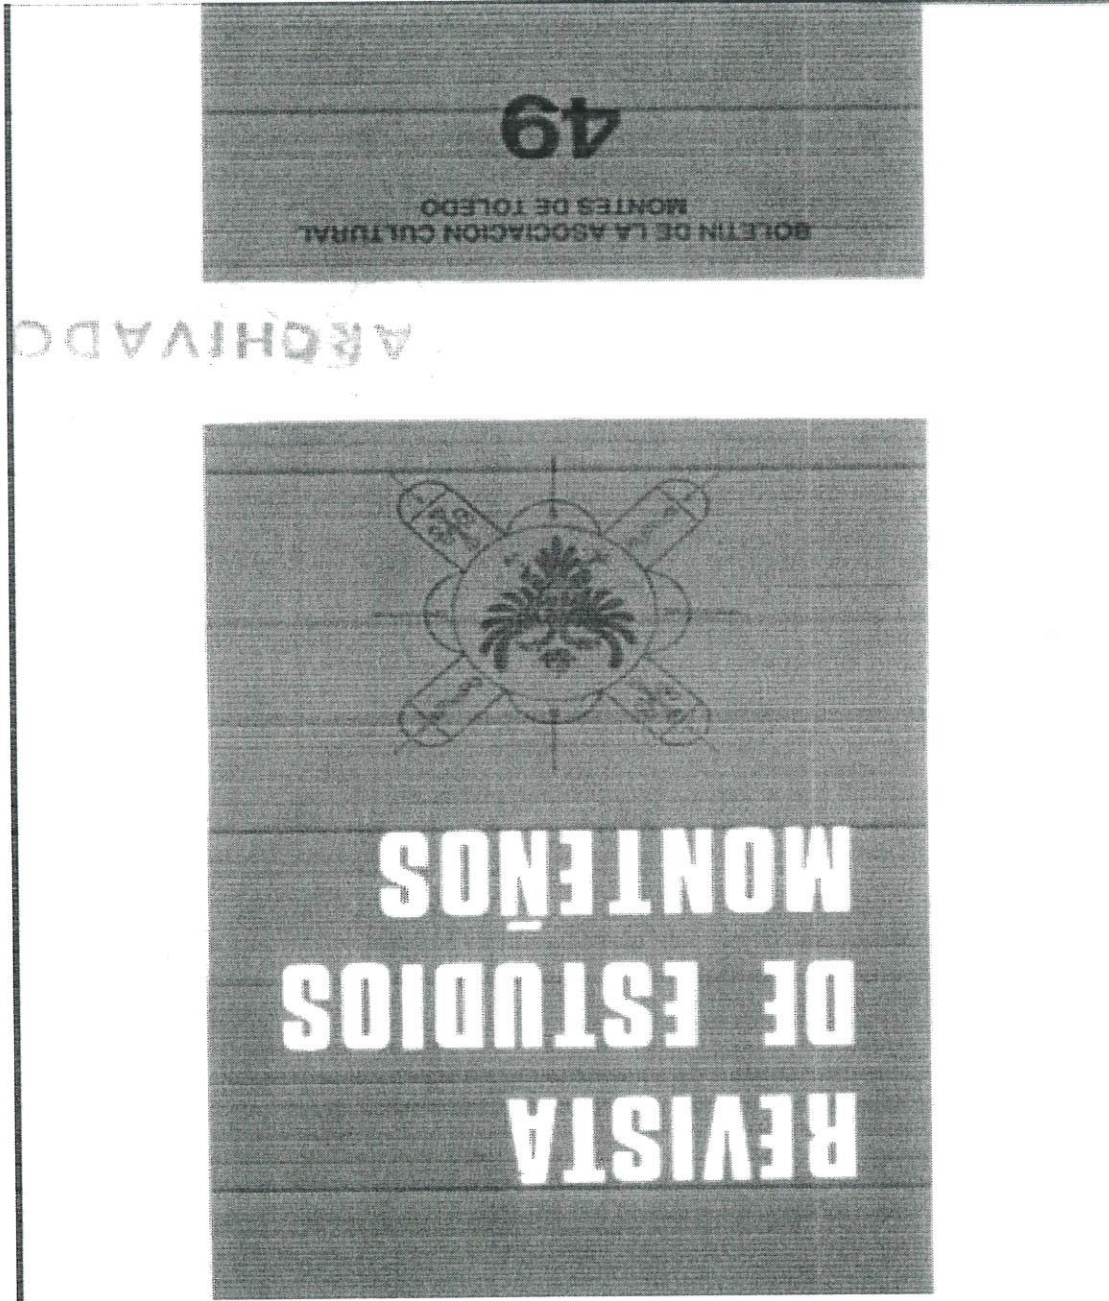 REVISTA
DE ESTUDIOS
MONTEÑOS
ARCHIVADO
BOLETIN DE LA ASOCIACION CULTURAL
MONTES DE TOLEDO
49